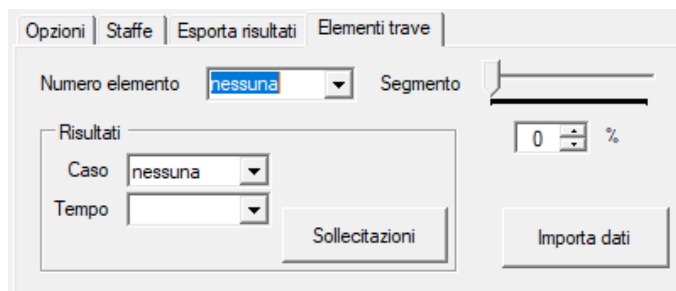 Opzioni Staffe Esporta risultati Elementi trave
Numero elemento nessuna Segmento
Risultati
0 %
Caso nessuna
Tempo
Sollecitazioni
Importa dati